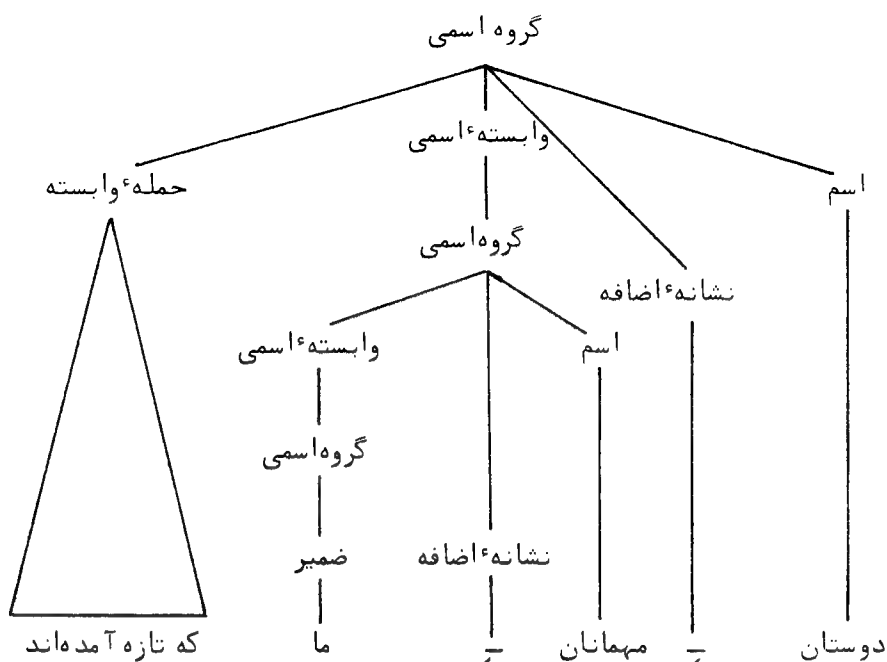 گروه اسمی
وابستهٔ اسمی
اسم
حملهٔ وابسته
گروه اسمی
نشانهٔ اضافه
اسم
وابستهٔ اسمی
گروه اسمی
نشانهٔ اضافه
ضمیر
دوستان ـِ مهمانان ـِ ما که تازه آمده‌اند